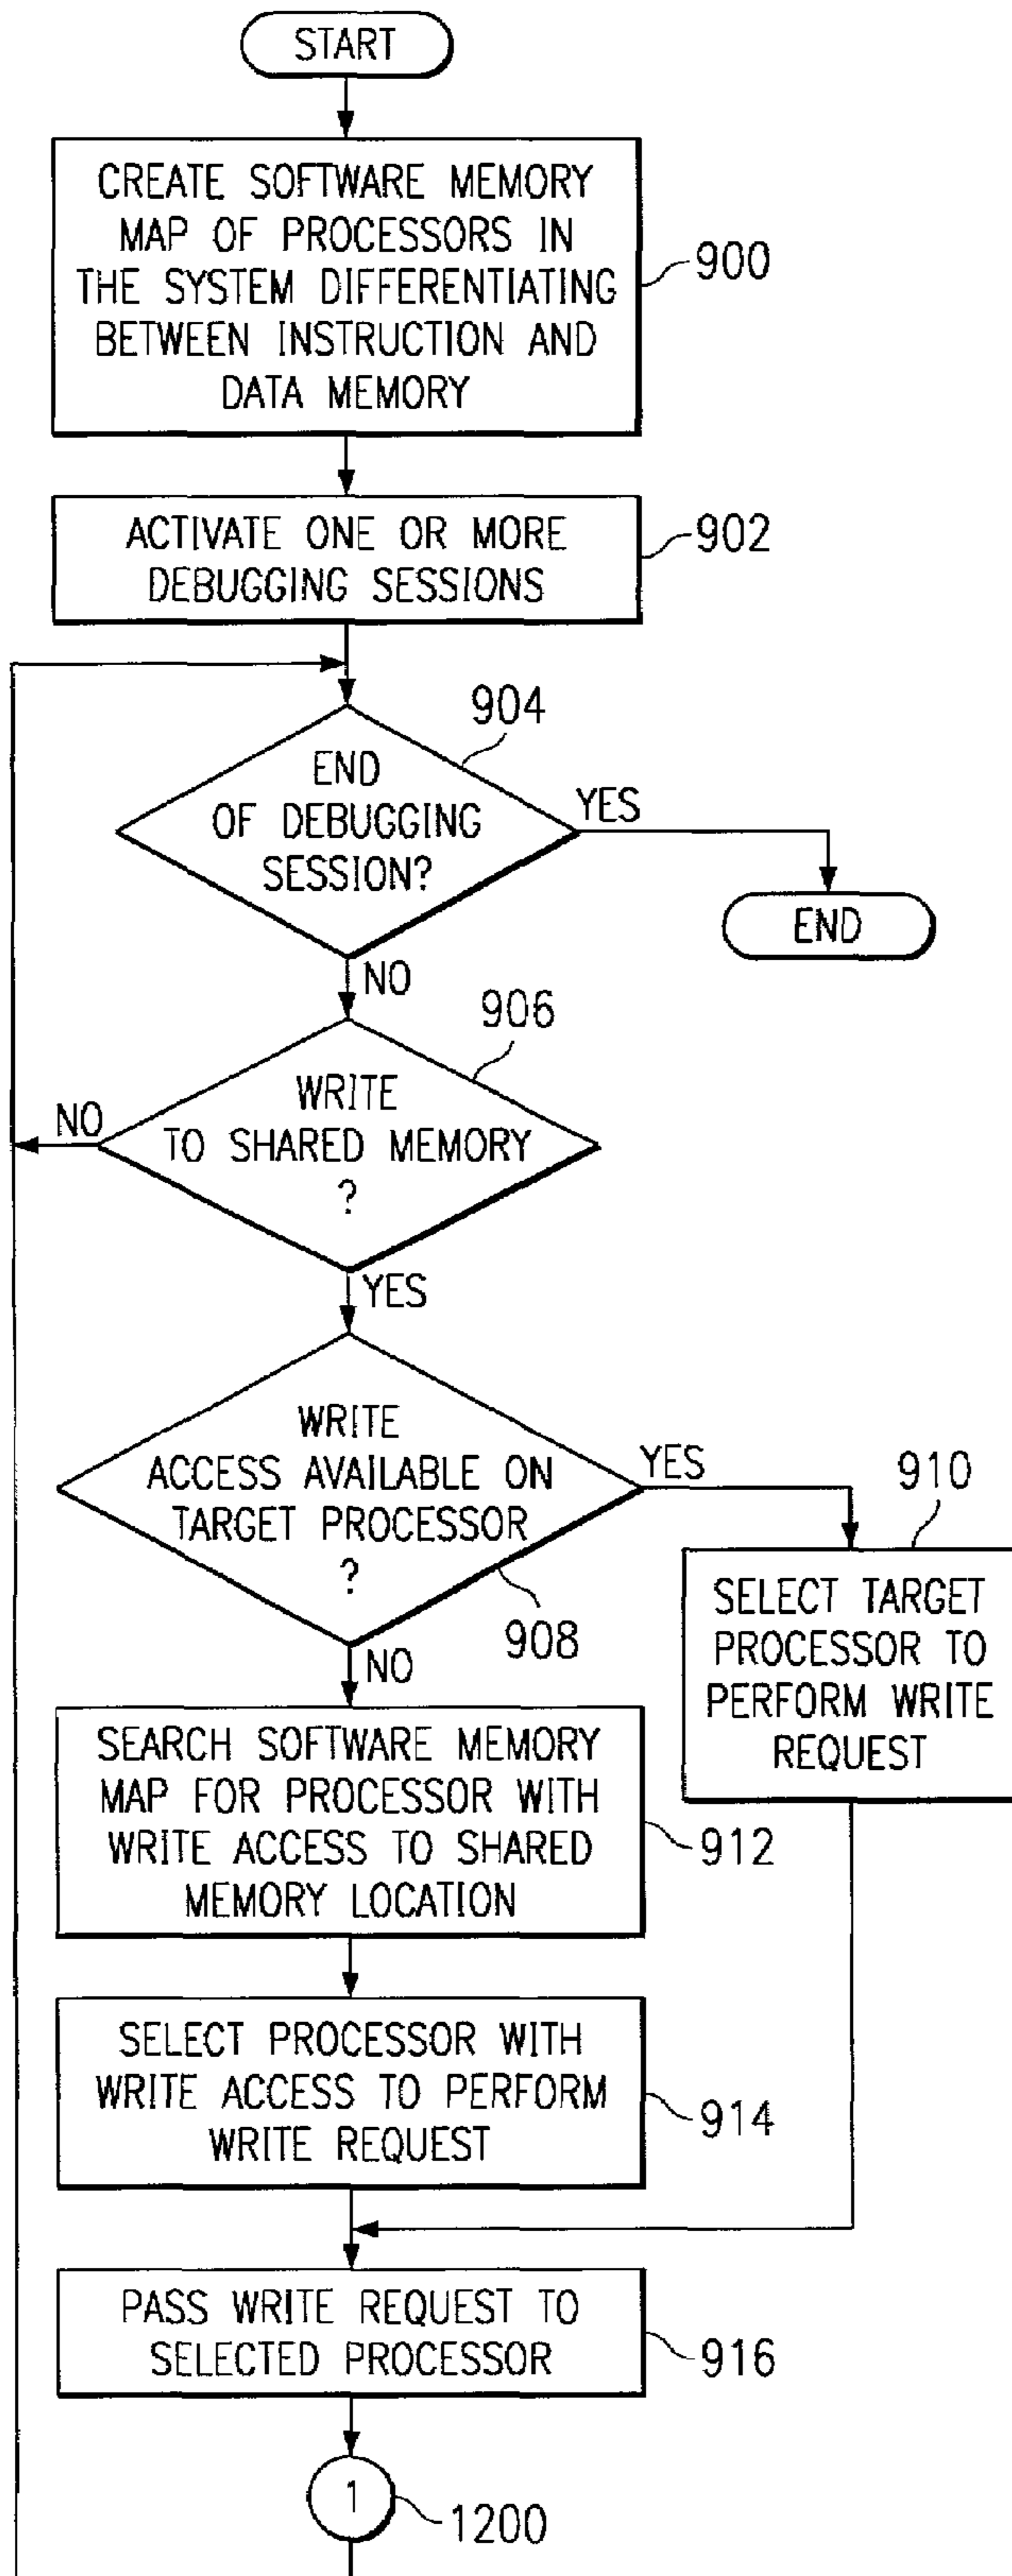 START
CREATE SOFTWARE MEMORY
MAP OF PROCESSORS IN
THE SYSTEM DIFFERENTIATING
BETWEEN INSTRUCTION AND
DATA MEMORY
900
ACTIVATE ONE OR MORE
DEBUGGING SESSIONS
902
904
END
OF DEBUGGING
SESSION?
YES
END
NO
906
WRITE
TO SHARED MEMORY
?
NO
YES
WRITE
ACCESS AVAILABLE ON
TARGET PROCESSOR
?
YES
908
NO
910
SELECT TARGET
PROCESSOR TO
PERFORM WRITE
REQUEST
SEARCH SOFTWARE MEMORY
MAP FOR PROCESSOR WITH
WRITE ACCESS TO SHARED
MEMORY LOCATION
912
SELECT PROCESSOR WITH
WRITE ACCESS TO PERFORM
WRITE REQUEST
914
PASS WRITE REQUEST TO
SELECTED PROCESSOR
916
1
1200